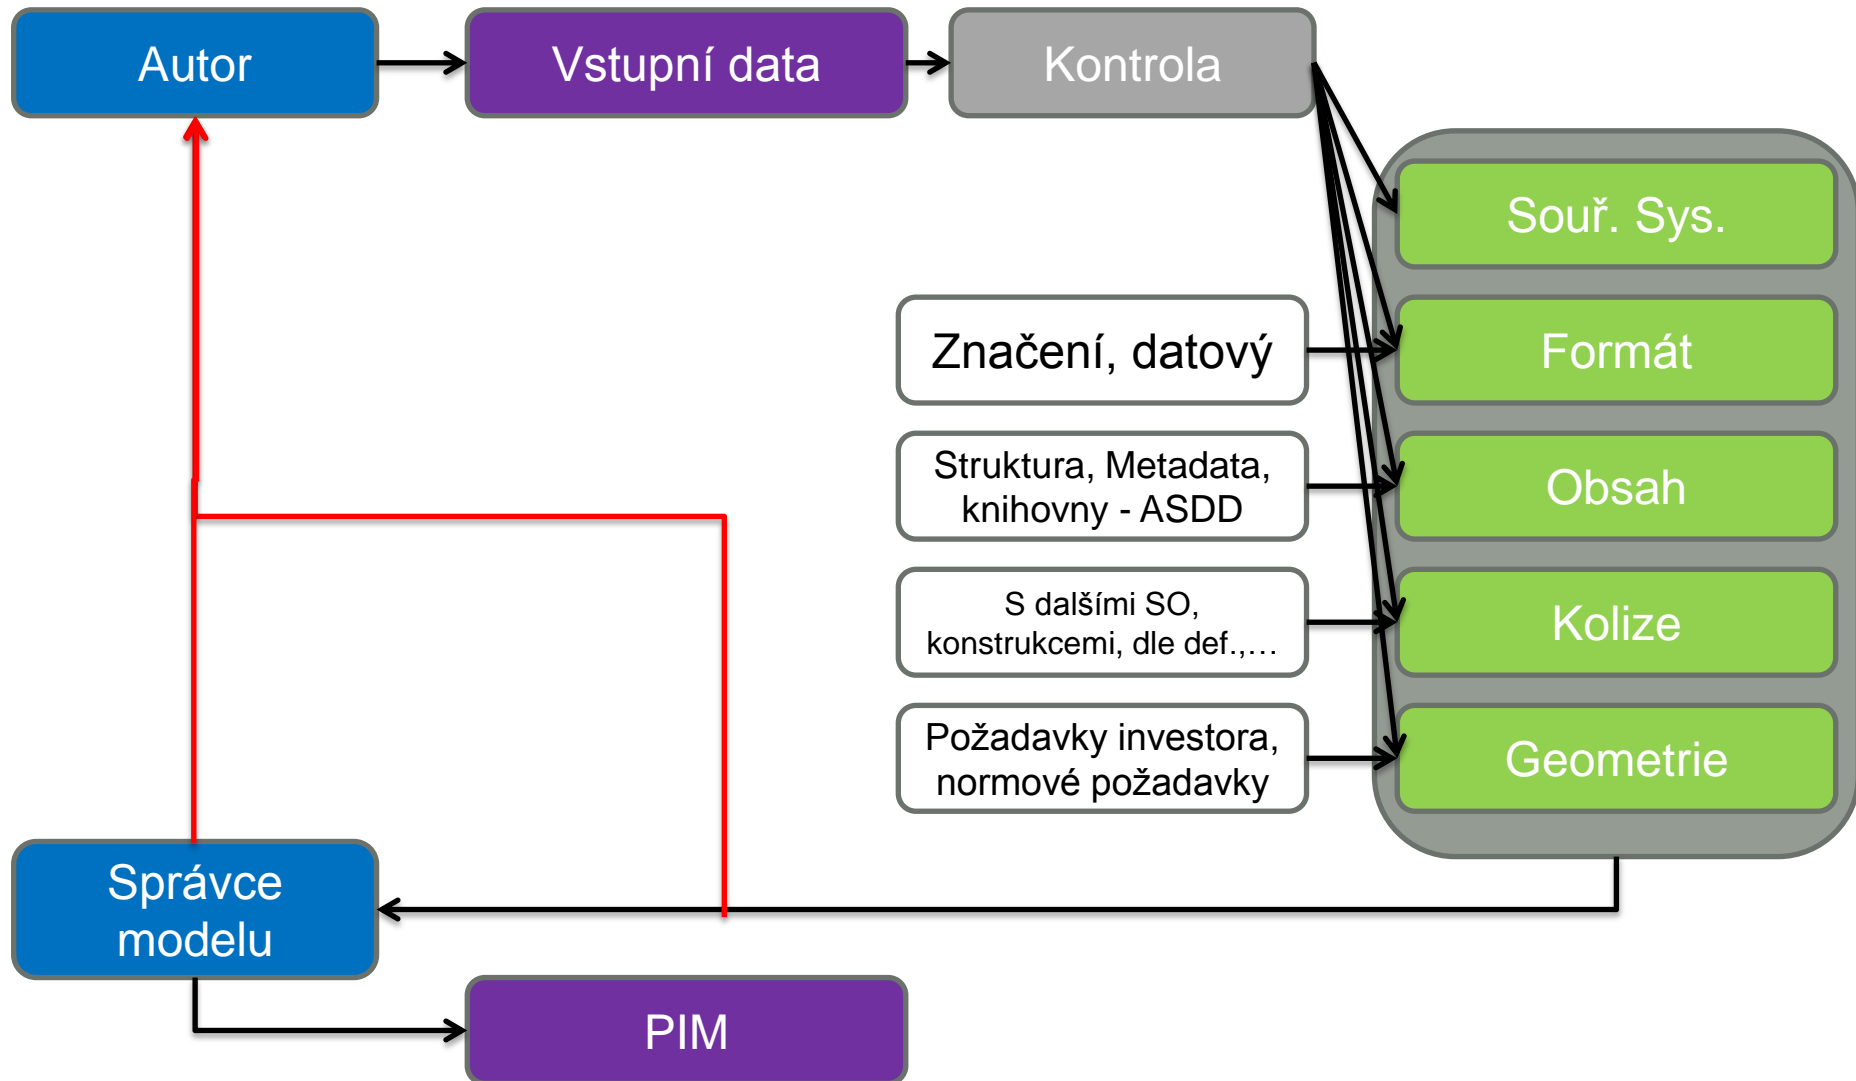 Autor
Vstupní data
Kontrola
Souř. Sys.
Značení, datový
Formát
Struktura, Metadata,
knihovny - ASDD
Obsah
S dalšími SO,
konstrukcemi, dle def.,…
Kolize
Požadavky investora,
normové požadavky
Geometrie
Správce
modelu
PIM